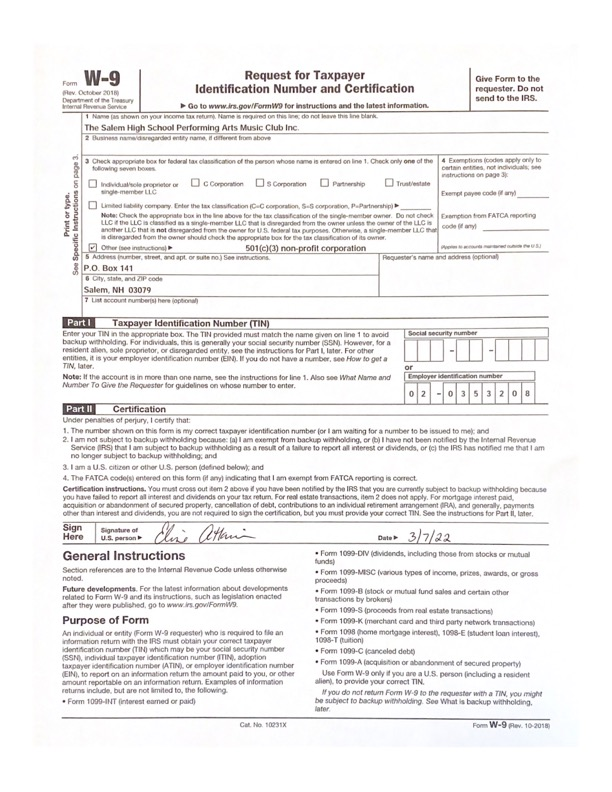 Form W-9
(Rev. October 2018)
Department of the Treasury
Internal Revenue Service
Request for Taxpayer
Identification Number and Certification
▶ Go to www.irs.gov/FormW9 for instructions and the latest information.
Give Form to the
requester. Do not
send to the IRS.
Print or type.
See Specific Instructions on page 3.
1 Name (as shown on your income tax return). Name is required on this line; do not leave this line blank.
The Salem High School Performing Arts Music Club Inc.
2 Business name/disregarded entity name, if different from above
3 Check appropriate box for federal tax classification of the person whose name is entered on line 1. Check only one of the
following seven boxes.
Individual/sole proprietor or
single-member LLC
C Corporation
S Corporation
Partnership
Trust/estate
Limited liability company. Enter the tax classification (C=C corporation, S=S corporation, P=Partnership) ▶
Note: Check the appropriate box in the line above for the tax classification of the single-member owner. Do not check
LLC if the LLC is classified as a single-member LLC that is disregarded from the owner unless the owner of the LLC is
another LLC that is not disregarded from the owner for U.S. federal tax purposes. Otherwise, a single-member LLC that
is disregarded from the owner should check the appropriate box for the tax classification of its owner.
✔ Other (see instructions) ▶ 501(c)(3) non-profit corporation
4 Exemptions (codes apply only to
certain entities, not individuals; see
instructions on page 3):
Exempt payee code (if any)
Exemption from FATCA reporting
code (if any)
(Applies to accounts maintained outside the U.S.)
5 Address (number, street, and apt. or suite no.) See instructions.
P.O. Box 141
Requester's name and address (optional)
6 City, state, and ZIP code
Salem, NH 03079
7 List account number(s) here (optional)
Part I Taxpayer Identification Number (TIN)
Enter your TIN in the appropriate box. The TIN provided must match the name given on line 1 to avoid
backup withholding. For individuals, this is generally your social security number (SSN). However, for a
resident alien, sole proprietor, or disregarded entity, see the instructions for Part I, later. For other
entities, it is your employer identification number (EIN). If you do not have a number, see How to get a
TIN, later.
Note: If the account is in more than one name, see the instructions for line 1. Also see What Name and
Number To Give the Requester for guidelines on whose number to enter.
Social security number
– –
or
Employer identification number
0 2 – 0 3 5 3 2 0 8
Part II Certification
Under penalties of perjury, I certify that:
1. The number shown on this form is my correct taxpayer identification number (or I am waiting for a number to be issued to me); and
2. I am not subject to backup withholding because: (a) I am exempt from backup withholding, or (b) I have not been notified by the Internal Revenue
Service (IRS) that I am subject to backup withholding as a result of a failure to report all interest or dividends, or (c) the IRS has notified me that I am
no longer subject to backup withholding; and
3. I am a U.S. citizen or other U.S. person (defined below); and
4. The FATCA code(s) entered on this form (if any) indicating that I am exempt from FATCA reporting is correct.
Certification instructions. You must cross out item 2 above if you have been notified by the IRS that you are currently subject to backup withholding because
you have failed to report all interest and dividends on your tax return. For real estate transactions, item 2 does not apply. For mortgage interest paid,
acquisition or abandonment of secured property, cancellation of debt, contributions to an individual retirement arrangement (IRA), and generally, payments
other than interest and dividends, you are not required to sign the certification, but you must provide your correct TIN. See the instructions for Part II, later.
Sign
Here
Signature of
U.S. person ▶
Date ▶ 3/7/22
General Instructions
Section references are to the Internal Revenue Code unless otherwise
noted.
Future developments. For the latest information about developments
related to Form W-9 and its instructions, such as legislation enacted
after they were published, go to www.irs.gov/FormW9.
Purpose of Form
An individual or entity (Form W-9 requester) who is required to file an
information return with the IRS must obtain your correct taxpayer
identification number (TIN) which may be your social security number
(SSN), individual taxpayer identification number (ITIN), adoption
taxpayer identification number (ATIN), or employer identification number
(EIN), to report on an information return the amount paid to you, or other
amount reportable on an information return. Examples of information
returns include, but are not limited to, the following.
• Form 1099-INT (interest earned or paid)
• Form 1099-DIV (dividends, including those from stocks or mutual
funds)
• Form 1099-MISC (various types of income, prizes, awards, or gross
proceeds)
• Form 1099-B (stock or mutual fund sales and certain other
transactions by brokers)
• Form 1099-S (proceeds from real estate transactions)
• Form 1099-K (merchant card and third party network transactions)
• Form 1098 (home mortgage interest), 1098-E (student loan interest),
1098-T (tuition)
• Form 1099-C (canceled debt)
• Form 1099-A (acquisition or abandonment of secured property)
Use Form W-9 only if you are a U.S. person (including a resident
alien), to provide your correct TIN.
If you do not return Form W-9 to the requester with a TIN, you might
be subject to backup withholding. See What is backup withholding,
later.
Cat. No. 10231X
Form W-9 (Rev. 10-2018)